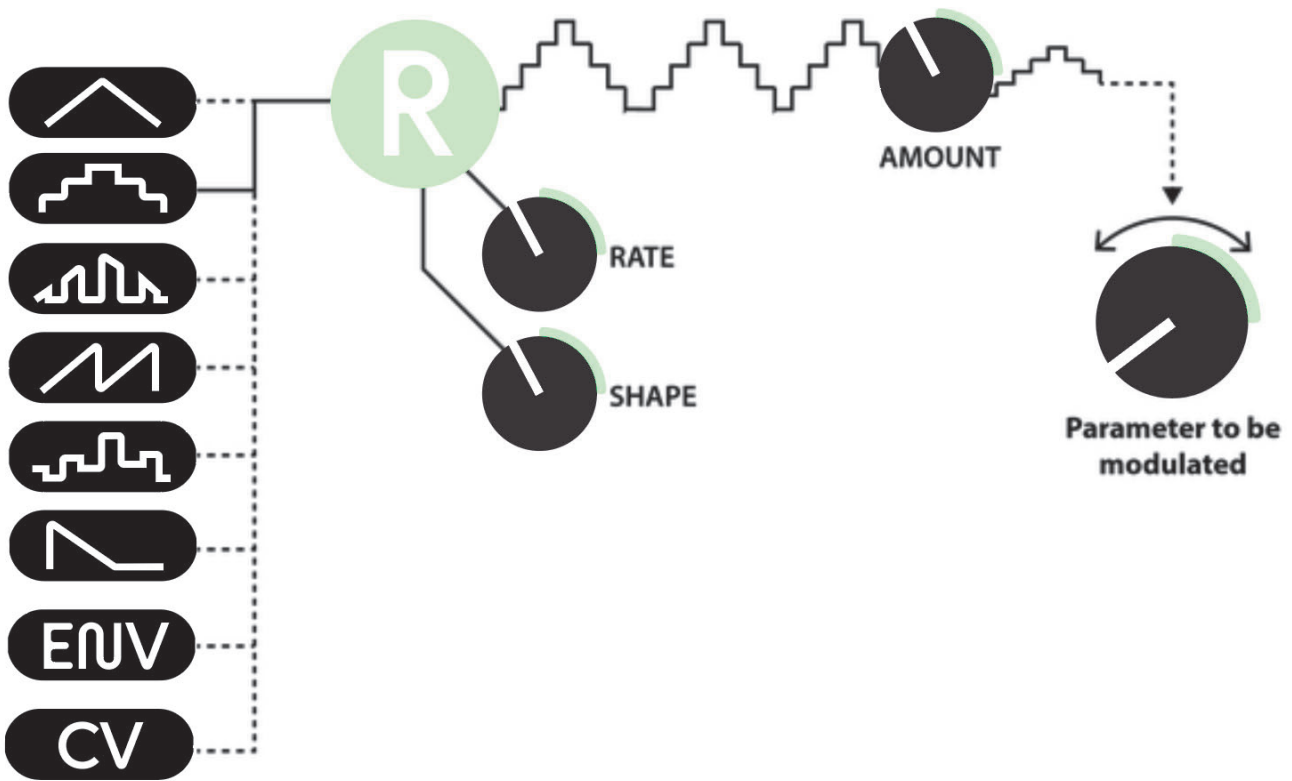 R
AMOUNT
RATE
SHAPE
Parameter to be
modulated
ENV
CV